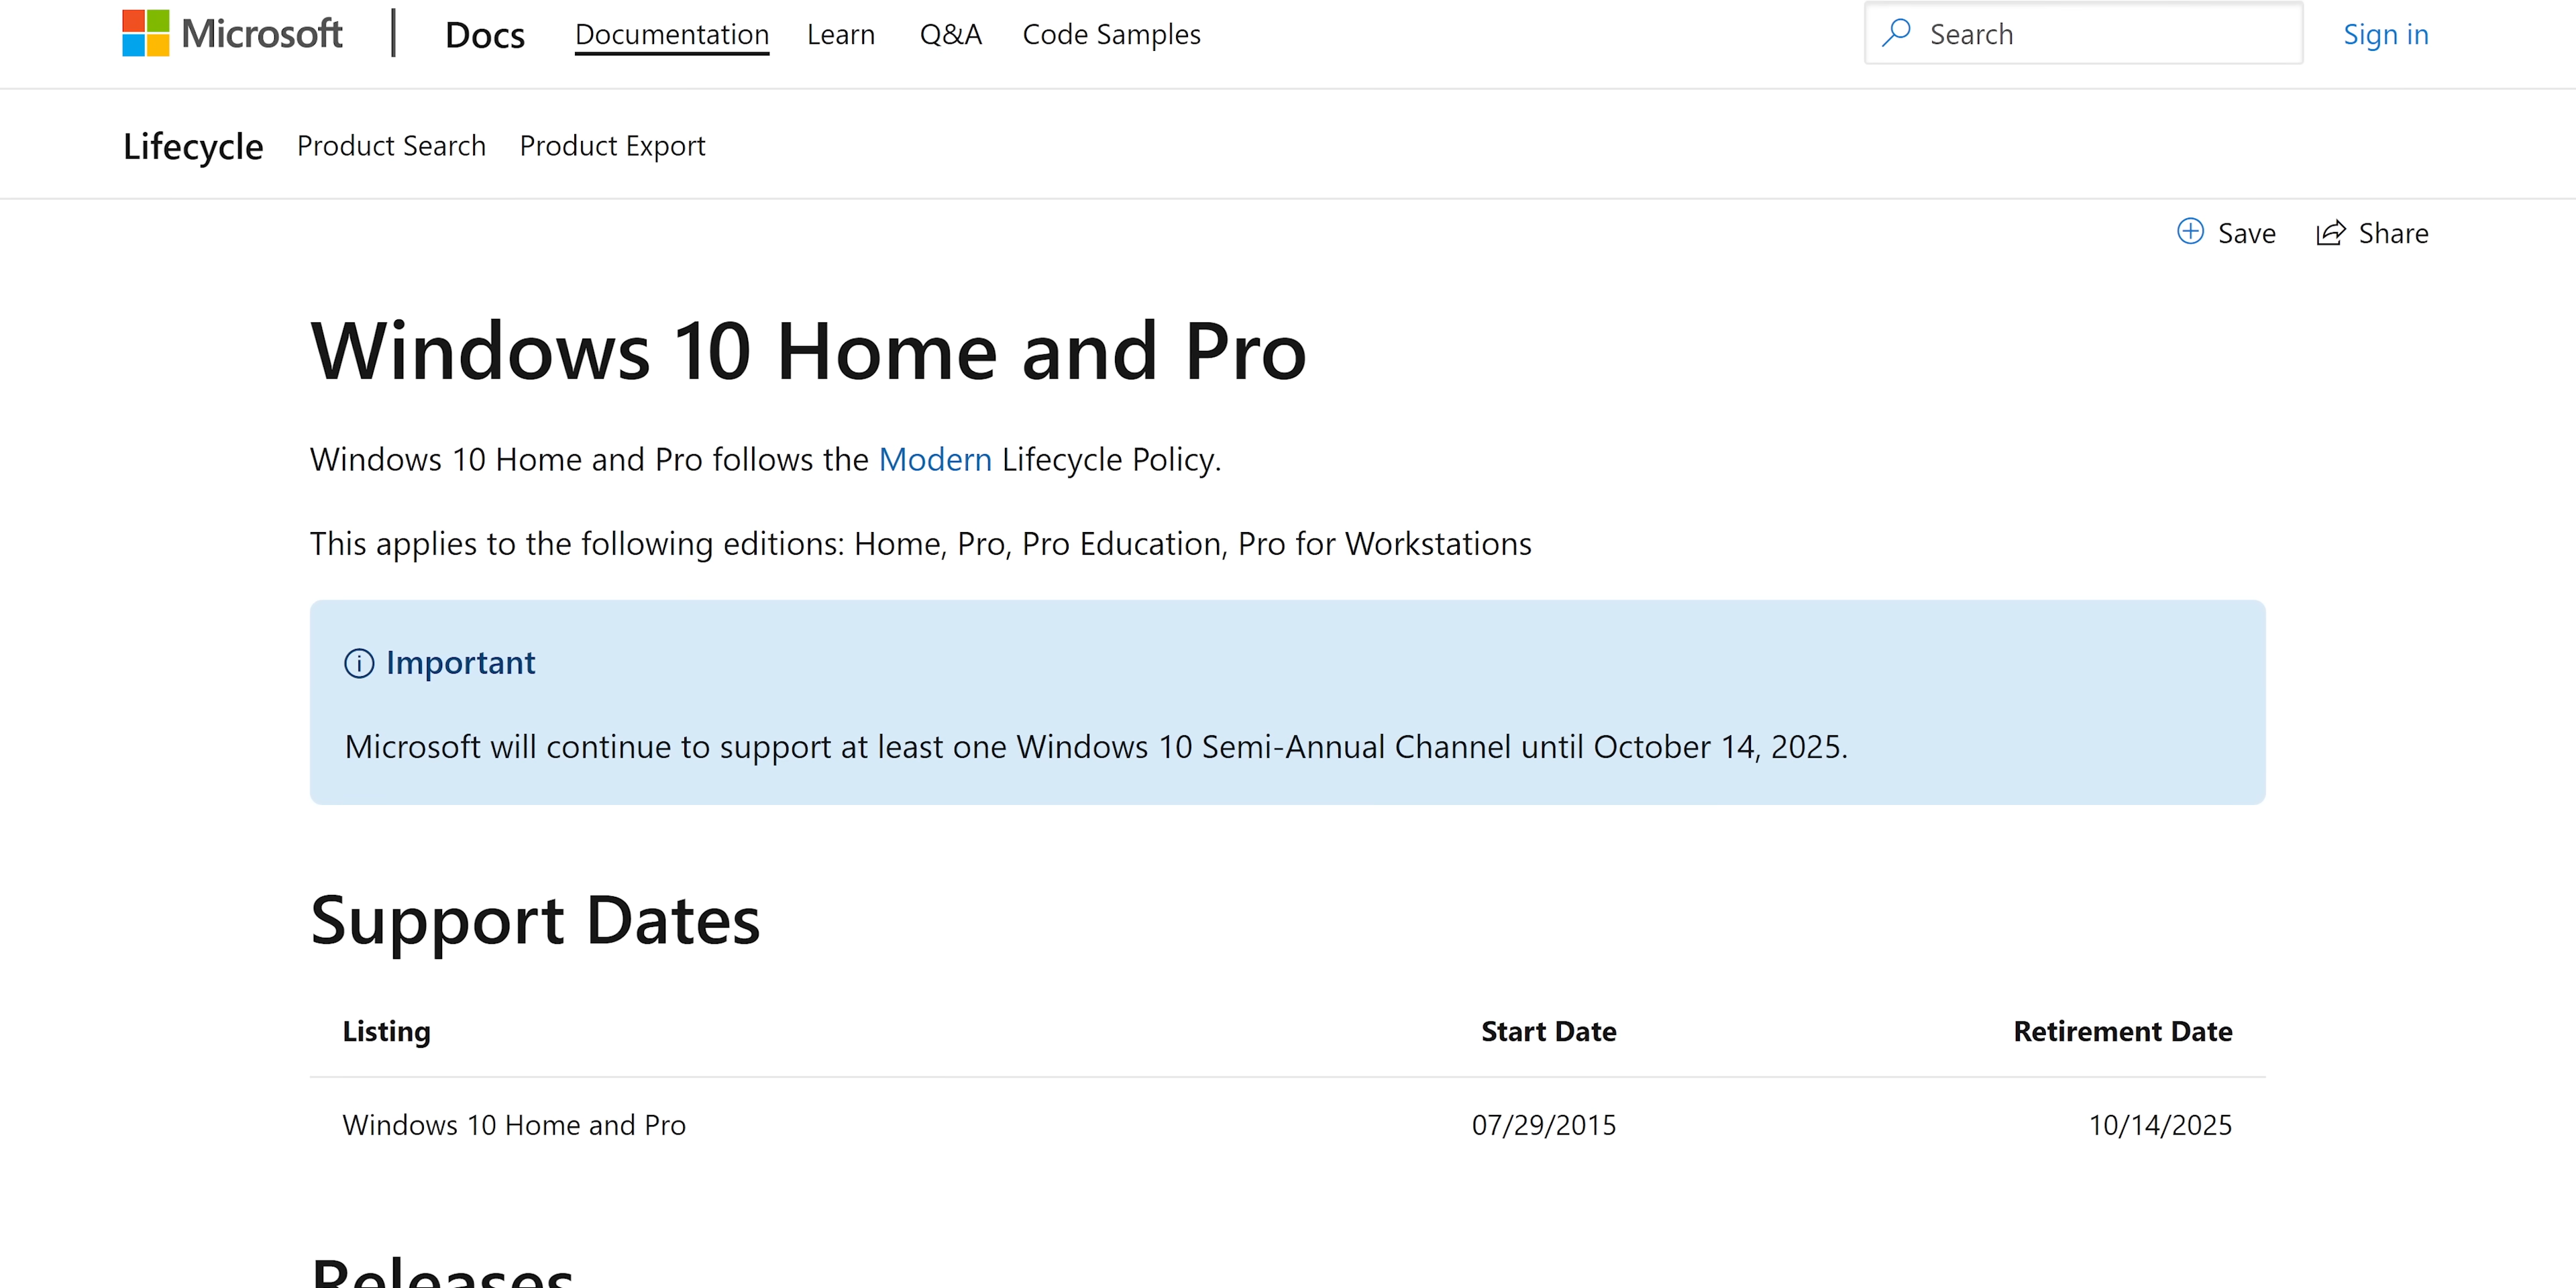 Microsoft | Docs Documentation Learn Q&A Code Samples Search Sign in
Lifecycle Product Search Product Export
Save Share
Windows 10 Home and Pro
Windows 10 Home and Pro follows the Modern Lifecycle Policy.
This applies to the following editions: Home, Pro, Pro Education, Pro for Workstations
Important
Microsoft will continue to support at least one Windows 10 Semi-Annual Channel until October 14, 2025.
Support Dates
Listing Start Date Retirement Date
Windows 10 Home and Pro 07/29/2015 10/14/2025
Releases